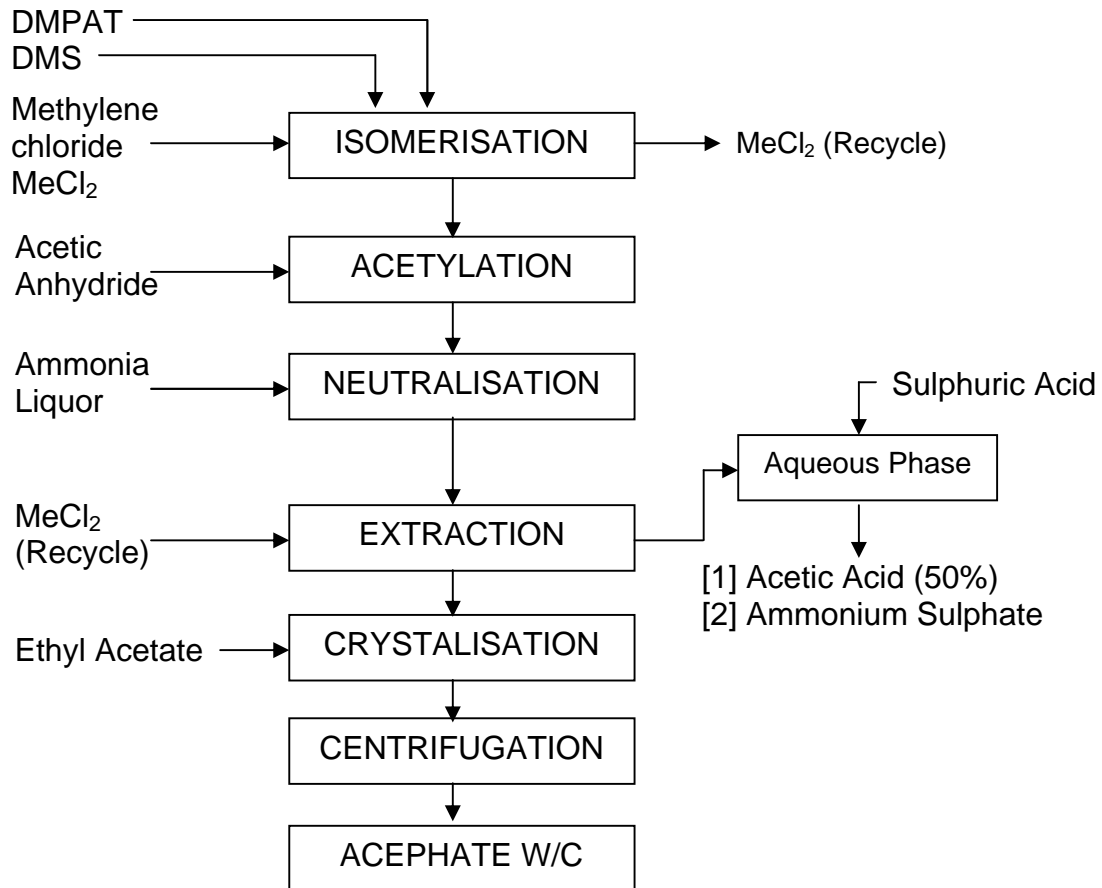 DMPAT
DMS
Methylene
chloride
MeCl₂
ISOMERISATION
MeCl₂ (Recycle)
Acetic
Anhydride
ACETYLATION
Ammonia
Liquor
NEUTRALISATION
Sulphuric Acid
Aqueous Phase
MeCl₂
(Recycle)
EXTRACTION
[1] Acetic Acid (50%)
[2] Ammonium Sulphate
Ethyl Acetate
CRYSTALISATION
CENTRIFUGATION
ACEPHATE W/C